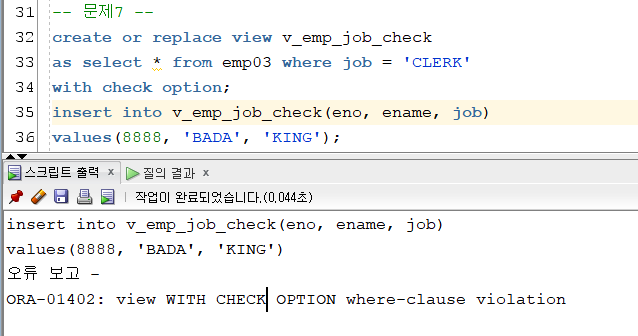 31 -- 문제7
32 create or replace view v_emp_job_check
33 as select * from emp03 where job = 'CLERK'
34 with check option;
35 insert into v_emp_job_check(eno, ename, job)
36 values(8888, 'BADA', 'KING');
스크립트 출력 x 질의 결과 x
작업이 완료되었습니다.(0,044초)
insert into v_emp_job_check(eno, ename, job)
values(8888, 'BADA', 'KING')
오류 보고 -
ORA-01402: view WITH CHECK OPTION where-clause violation